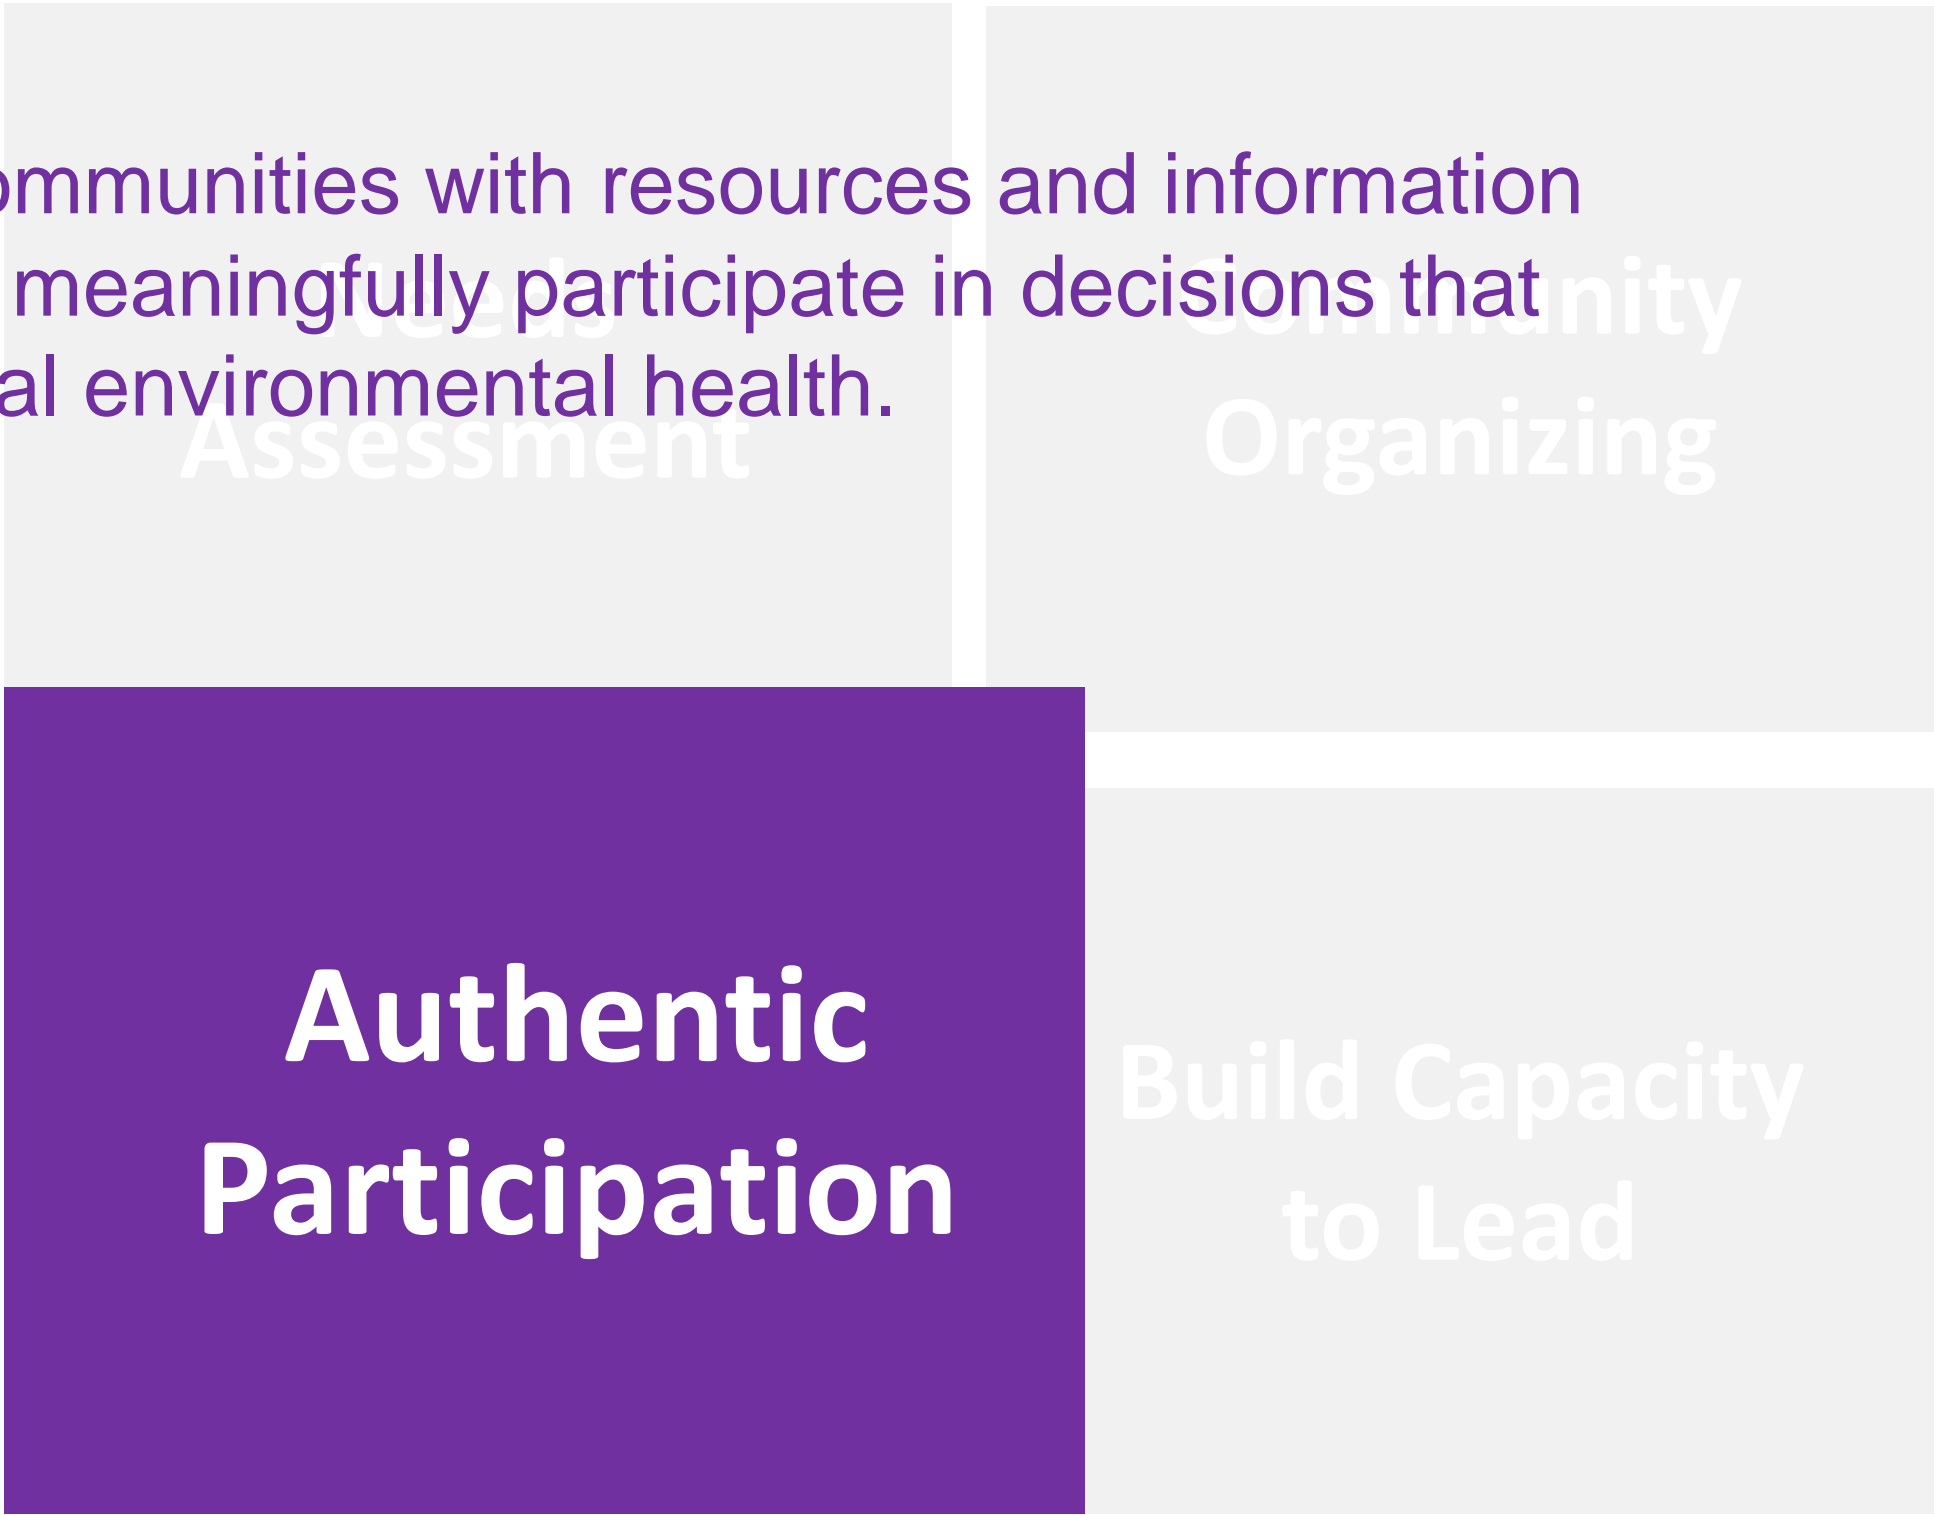 ommunities with resources and information
meaningfully participate in decisions that
al environmental health.
Needs
Assessment
Community
Organizing
Authentic
Participation
Build Capacity
to Lead